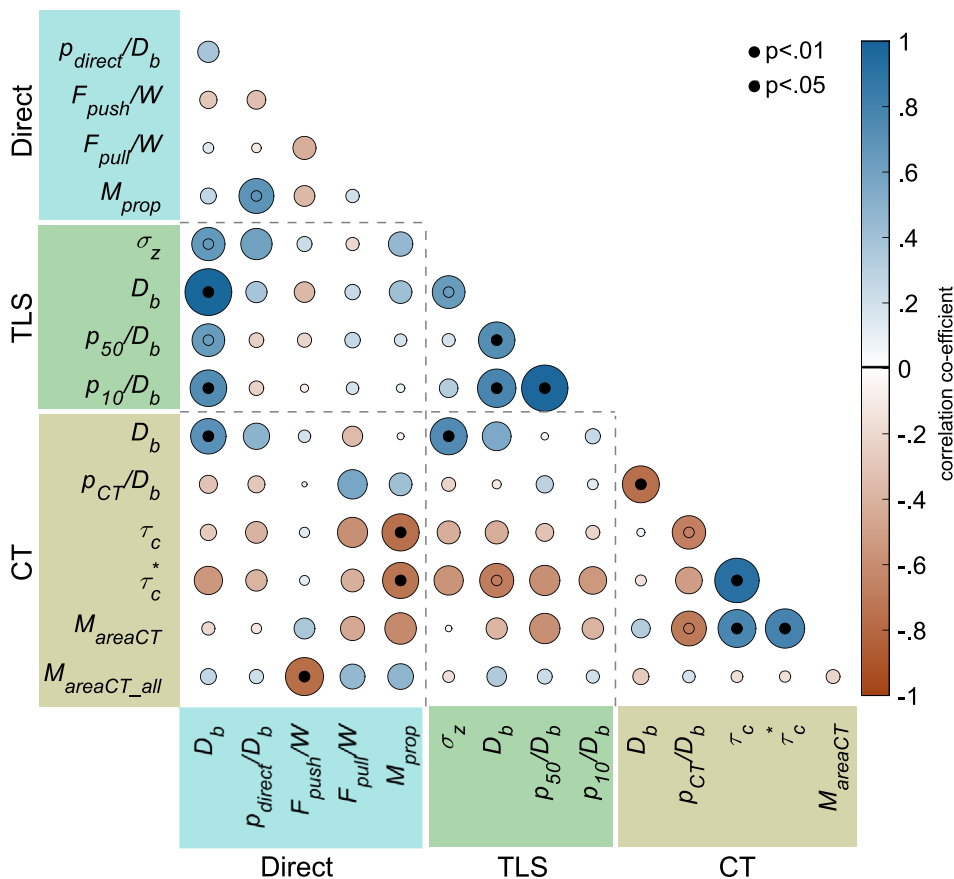 p_direct/D_b
F_push/W
F_pull/W
M_prop
Direct
σ_z
D_b
p_50/D_b
p_10/D_b
TLS
D_b
p_CT/D_b
τ_c
τ_c^*
M_areaCT
M_areaCT_all
CT
p<.01
p<.05
1
.8
.6
.4
.2
0
-.2
-.4
-.6
-.8
-1
correlation co-efficient
D_b
p_direct/D_b
F_push/W
F_pull/W
M_prop
σ_z
D_b
p_50/D_b
p_10/D_b
D_b
p_CT/D_b
τ_c
τ_c^*
M_areaCT
Direct
TLS
CT